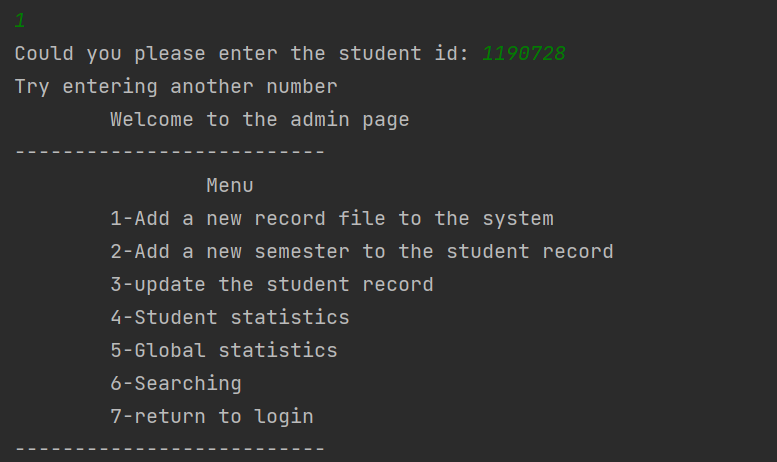 1
Could you please enter the student id: 1190728
Try entering another number
Welcome to the admin page
--------------------------
Menu
1-Add a new record file to the system
2-Add a new semester to the student record
3-update the student record
4-Student statistics
5-Global statistics
6-Searching
7-return to login
--------------------------